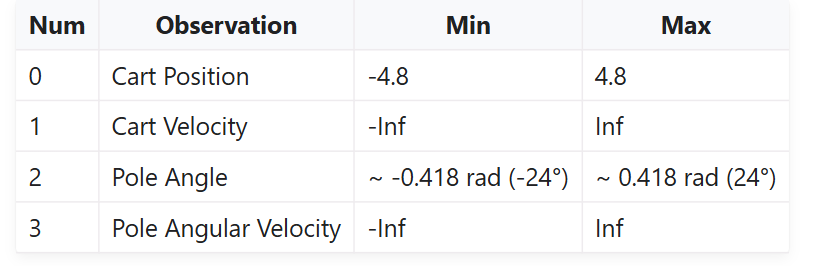 Num Observation Min Max
0 Cart Position -4.8 4.8
1 Cart Velocity -Inf Inf
2 Pole Angle ~ -0.418 rad (-24°) ~ 0.418 rad (24°)
3 Pole Angular Velocity -Inf Inf